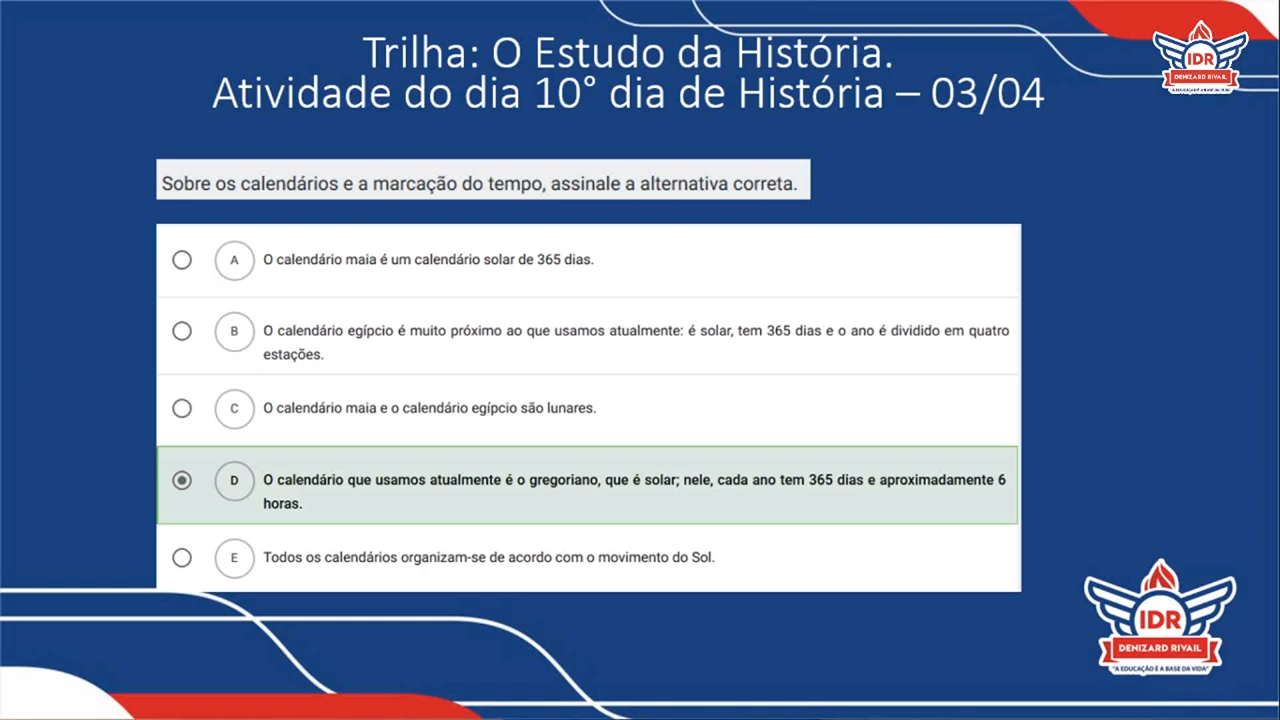 Trilha: O Estudo da História.
Atividade do dia 10° dia de História – 03/04
IDR
DENIZARD RIVAIL
"A EDUCAÇÃO É A BASE DA VIDA"
Sobre os calendários e a marcação do tempo, assinale a alternativa correta.
A O calendário maia é um calendário solar de 365 dias.
B O calendário egípcio é muito próximo ao que usamos atualmente: é solar, tem 365 dias e o ano é dividido em quatro
estações.
C O calendário maia e o calendário egípcio são lunares.
D O calendário que usamos atualmente é o gregoriano, que é solar; nele, cada ano tem 365 dias e aproximadamente 6
horas.
E Todos os calendários organizam-se de acordo com o movimento do Sol.
IDR
DENIZARD RIVAIL
"A EDUCAÇÃO É A BASE DA VIDA"